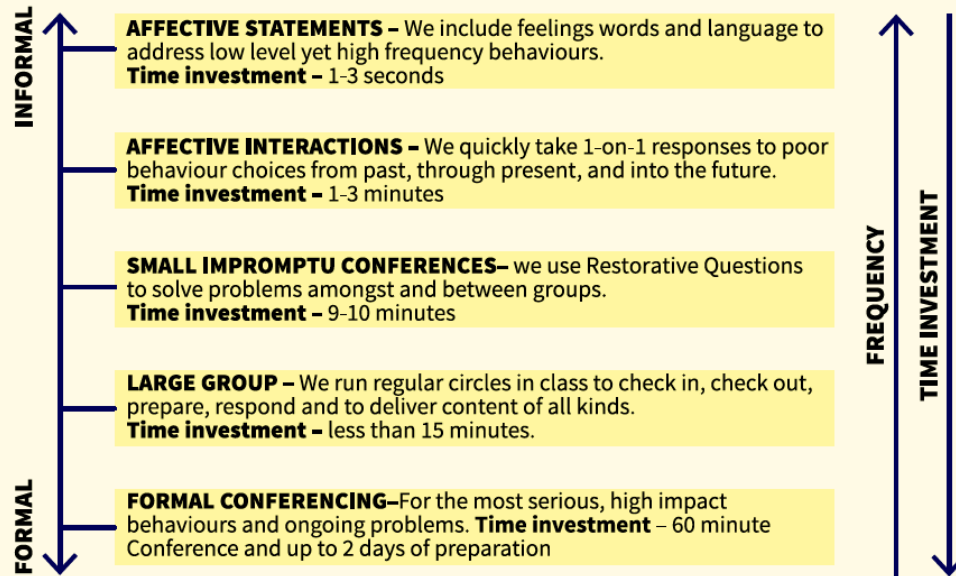 INFORMAL
AFFECTIVE STATEMENTS – We include feelings words and language to
address low level yet high frequency behaviours.
Time investment – 1-3 seconds
AFFECTIVE INTERACTIONS – We quickly take 1-on-1 responses to poor
behaviour choices from past, through present, and into the future.
Time investment – 1-3 minutes
SMALL IMPROMPTU CONFERENCES– we use Restorative Questions
to solve problems amongst and between groups.
Time investment – 9-10 minutes
LARGE GROUP – We run regular circles in class to check in, check out,
prepare, respond and to deliver content of all kinds.
Time investment – less than 15 minutes.
FORMAL
FORMAL CONFERENCING–For the most serious, high impact
behaviours and ongoing problems. Time investment – 60 minute
Conference and up to 2 days of preparation
FREQUENCY
TIME INVESTMENT